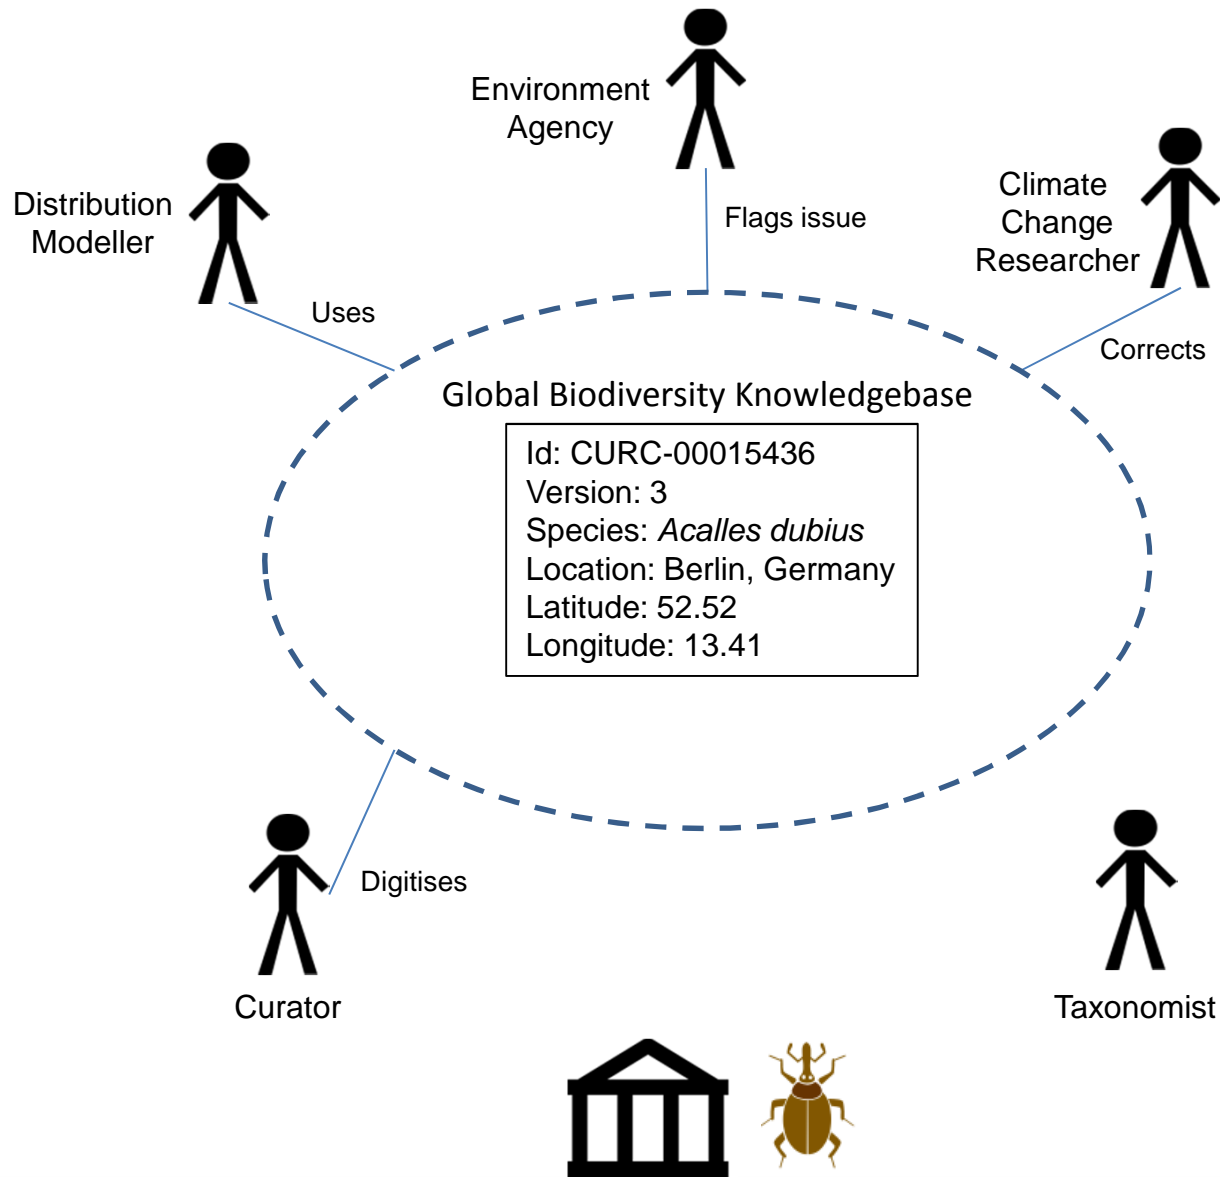 Environment
Agency
Distribution
Modeller
Climate
Change
Researcher
Flags issue
Uses
Corrects
Global Biodiversity Knowledgebase
Id: CURC-00015436
Version: 3
Species: Acalles dubius
Location: Berlin, Germany
Latitude: 52.52
Longitude: 13.41
Digitises
Curator
Taxonomist